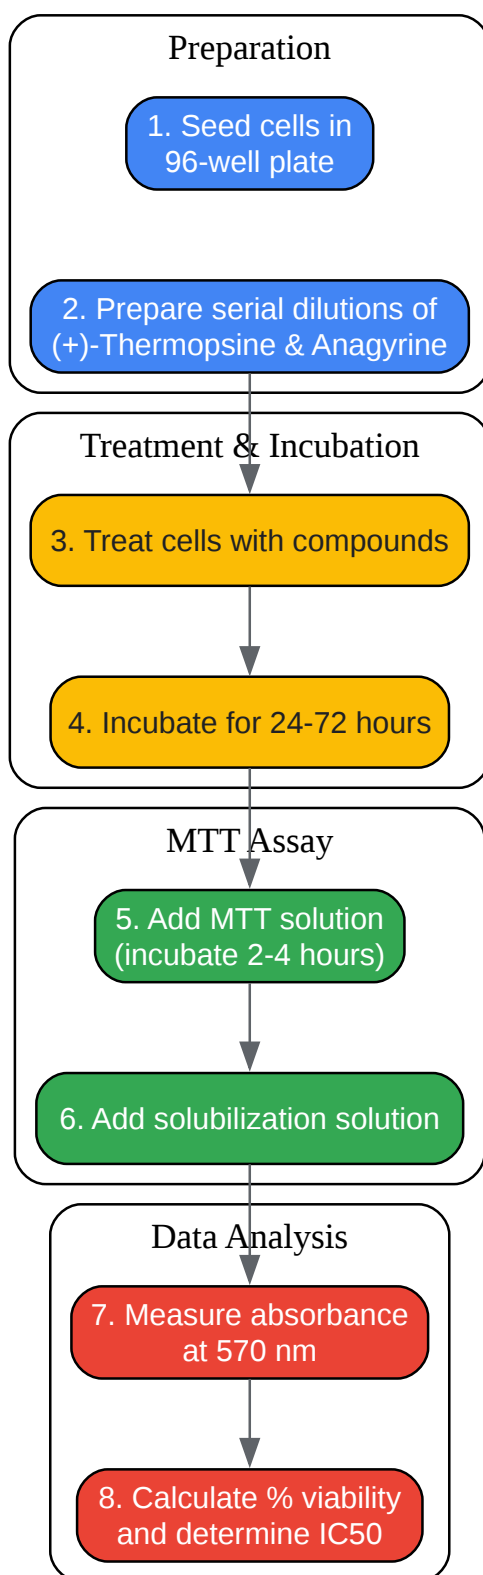 Preparation
1. Seed cells in
96-well plate
2. Prepare serial dilutions of
(+)-Thermopsine & Anagyrine
Treatment & Incubation
3. Treat cells with compounds
4. Incubate for 24-72 hours
MTT Assay
5. Add MTT solution
(incubate 2-4 hours)
6. Add solubilization solution
Data Analysis
7. Measure absorbance
at 570 nm
8. Calculate % viability
and determine IC50